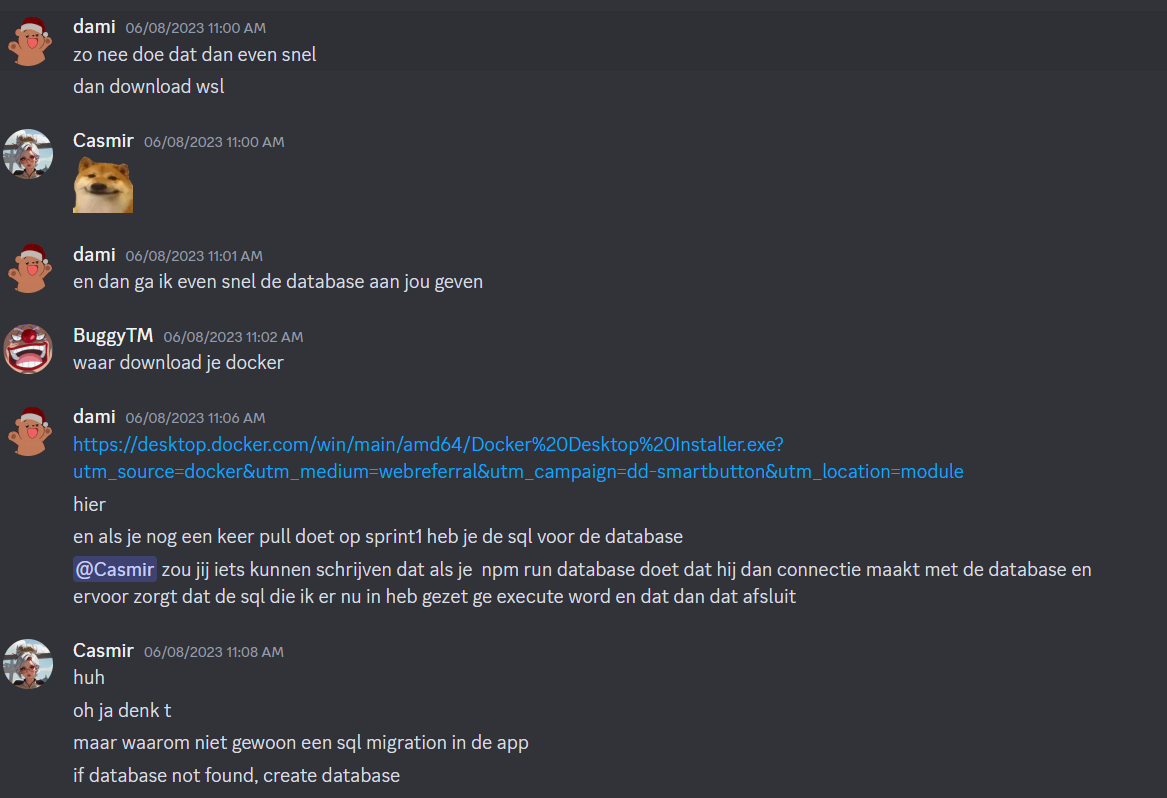 dami 06/08/2023 11:00 AM
zo nee doe dat dan even snel
dan download wsl
Casmir 06/08/2023 11:00 AM
dami 06/08/2023 11:01 AM
en dan ga ik even snel de database aan jou geven
BuggyTM 06/08/2023 11:02 AM
waar download je docker
dami 06/08/2023 11:06 AM
https://desktop.docker.com/win/main/amd64/Docker%20Desktop%20Installer.exe?
utm_source=docker&utm_medium=webreferral&utm_campaign=dd-smartbutton&utm_location=module
hier
en als je nog een keer pull doet op sprint1 heb je de sql voor de database
@Casmir zou jij iets kunnen schrijven dat als je  npm run database doet dat hij dan connectie maakt met de database en
ervoor zorgt dat de sql die ik er nu in heb gezet ge execute word en dat dan dat afsluit
Casmir 06/08/2023 11:08 AM
huh
oh ja denk t
maar waarom niet gewoon een sql migration in de app
if database not found, create database